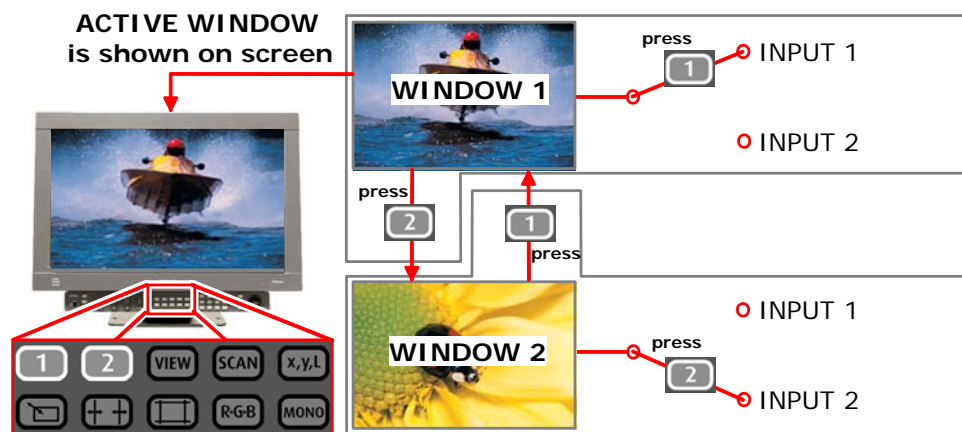 ACTIVE WINDOW
is shown on screen
WINDOW 1
press
1
INPUT 1
INPUT 2
press
2
1
press
WINDOW 2
INPUT 1
press
2
INPUT 2
1 2 VIEW SCAN x,y,L
R·G·B MONO